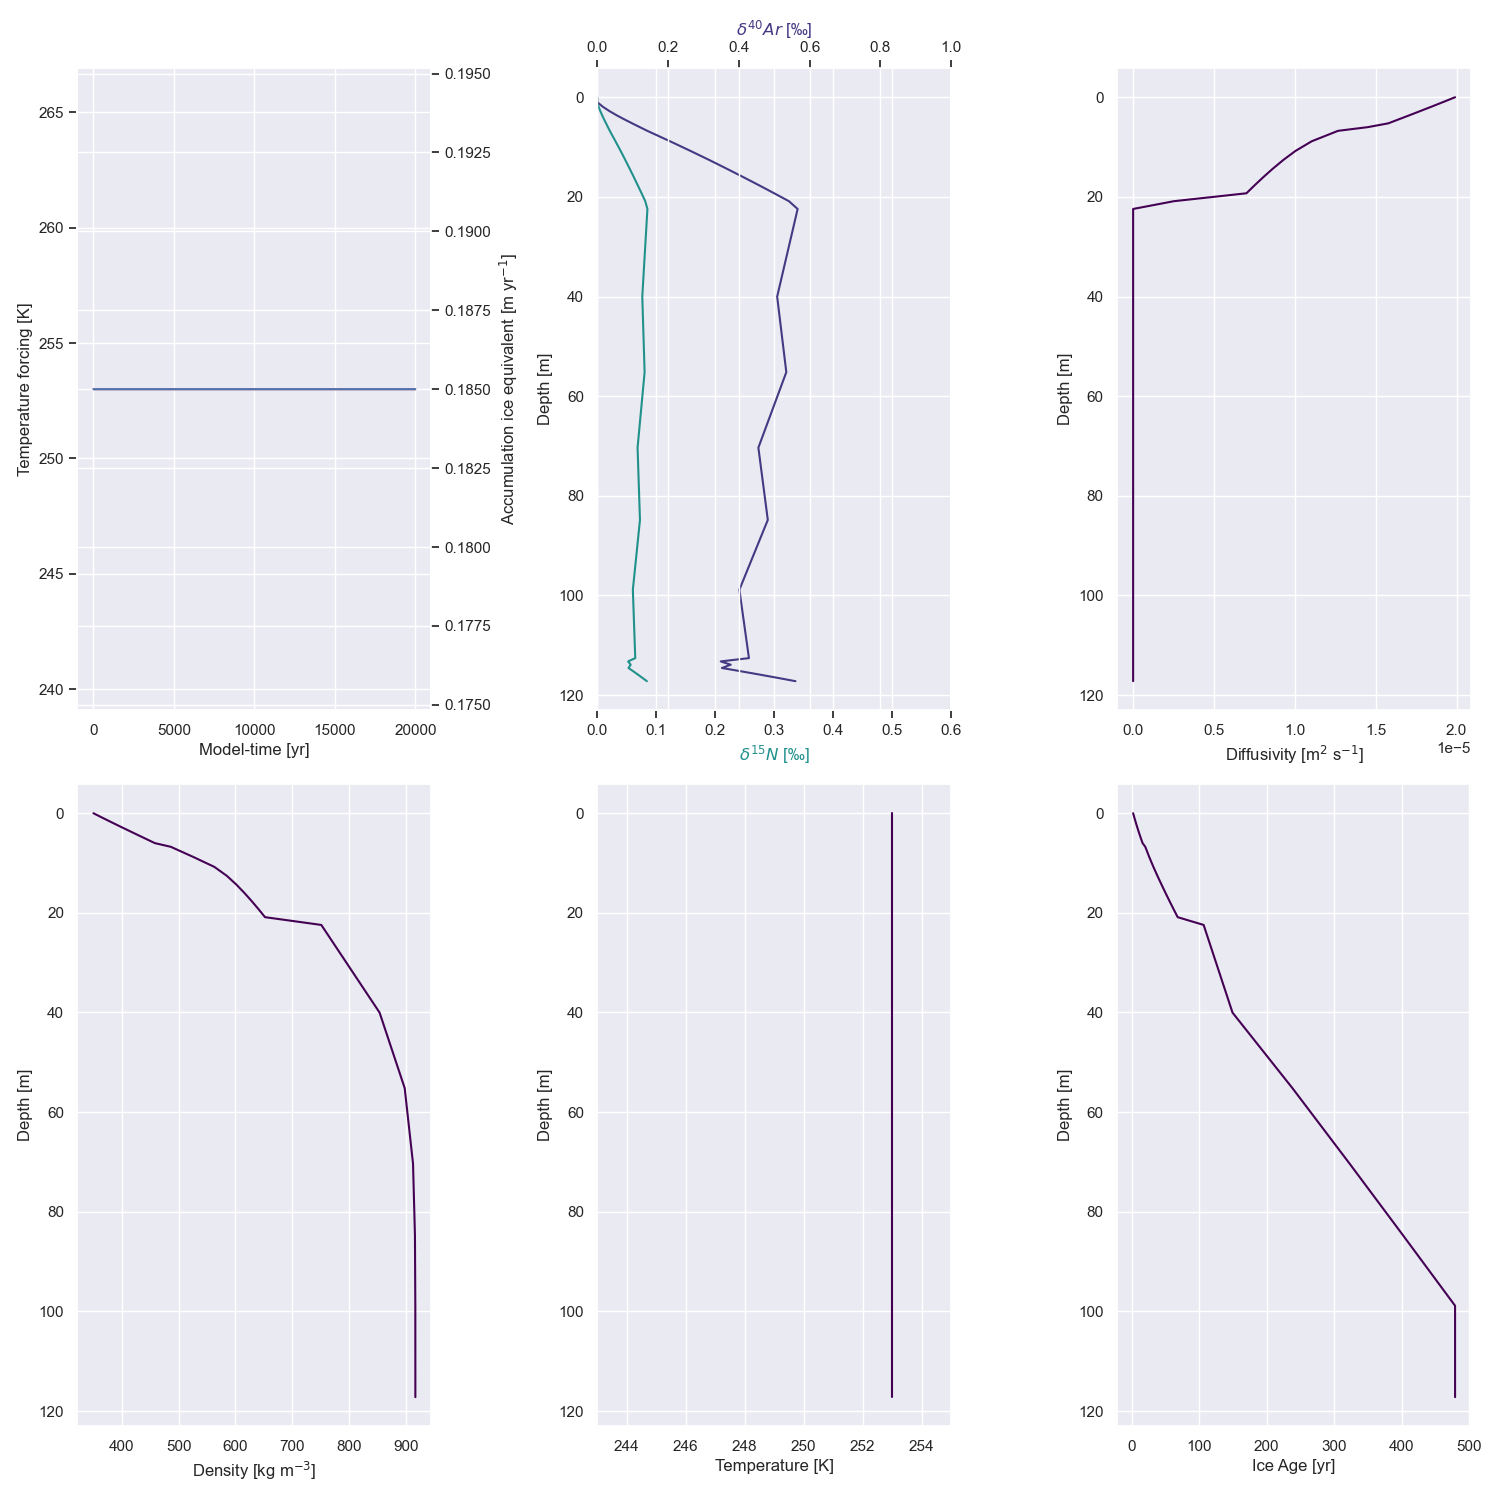 δ⁴⁰Ar [‰]
0.0 0.2 0.4 0.6 0.8 1.0
Temperature forcing [K]
265
260
255
250
245
240
0 5000 10000 15000 20000
Model-time [yr]
0.1950
0.1925
0.1900
0.1875
0.1850
0.1825
0.1800
0.1775
0.1750
Accumulation ice equivalent [m yr⁻¹]
Depth [m]
0
20
40
60
80
100
120
0.0 0.1 0.2 0.3 0.4 0.5 0.6
δ¹⁵N [‰]
Depth [m]
0
20
40
60
80
100
120
0.0 0.5 1.0 1.5 2.0
1e−5
Diffusivity [m² s⁻¹]
Depth [m]
0
20
40
60
80
100
120
400 500 600 700 800 900
Density [kg m⁻³]
Depth [m]
0
20
40
60
80
100
120
244 246 248 250 252 254
Temperature [K]
Depth [m]
0
20
40
60
80
100
120
0 100 200 300 400 500
Ice Age [yr]